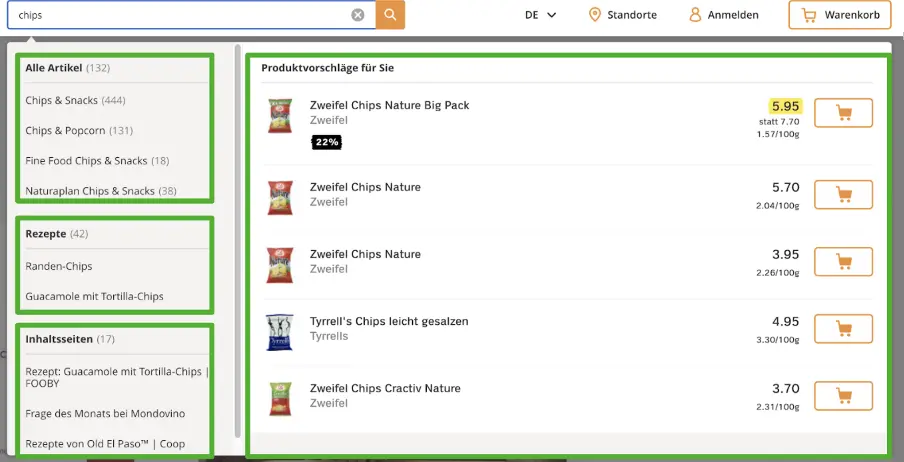 chips
DE
Standorte
Anmelden
Warenkorb
Alle Artikel (132)
Chips & Snacks (444)
Chips & Popcorn (131)
Fine Food Chips & Snacks (18)
Naturaplan Chips & Snacks (38)
Rezepte (42)
Randen-Chips
Guacamole mit Tortilla-Chips
Inhaltsseiten (17)
Rezept: Guacamole mit Tortilla-Chips |
FOOBY
Frage des Monats bei Mondovino
Rezepte von Old El Paso™ | Coop
Produktvorschläge für Sie
Zweifel Chips Nature Big Pack
Zweifel
22%
5.95
statt 7.70
1.57/100g
Zweifel Chips Nature
Zweifel
5.70
2.04/100g
Zweifel Chips Nature
Zweifel
3.95
2.26/100g
Tyrrell's Chips leicht gesalzen
Tyrrells
4.95
3.30/100g
Zweifel Chips Cractiv Nature
Zweifel
3.70
2.31/100g